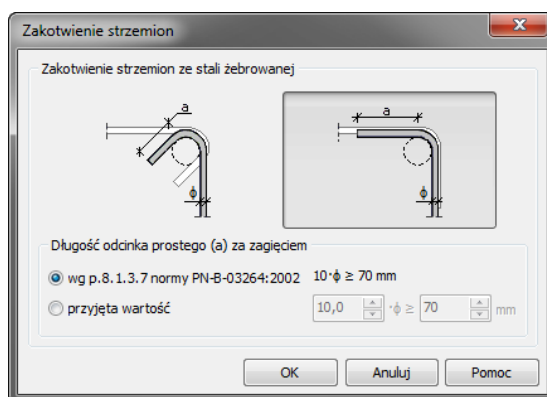 Zakotwienie strzemion
Zakotwienie strzemion ze stali żebrowanej
a
ϕ
a
ϕ
Długość odcinka prostego (a) za zagięciem
wg p.8.1.3.7 normy PN-B-03264:2002 10·ϕ ≥ 70 mm
przyjęta wartość 10,0 ·ϕ ≥ 70 mm
OK Anuluj Pomoc